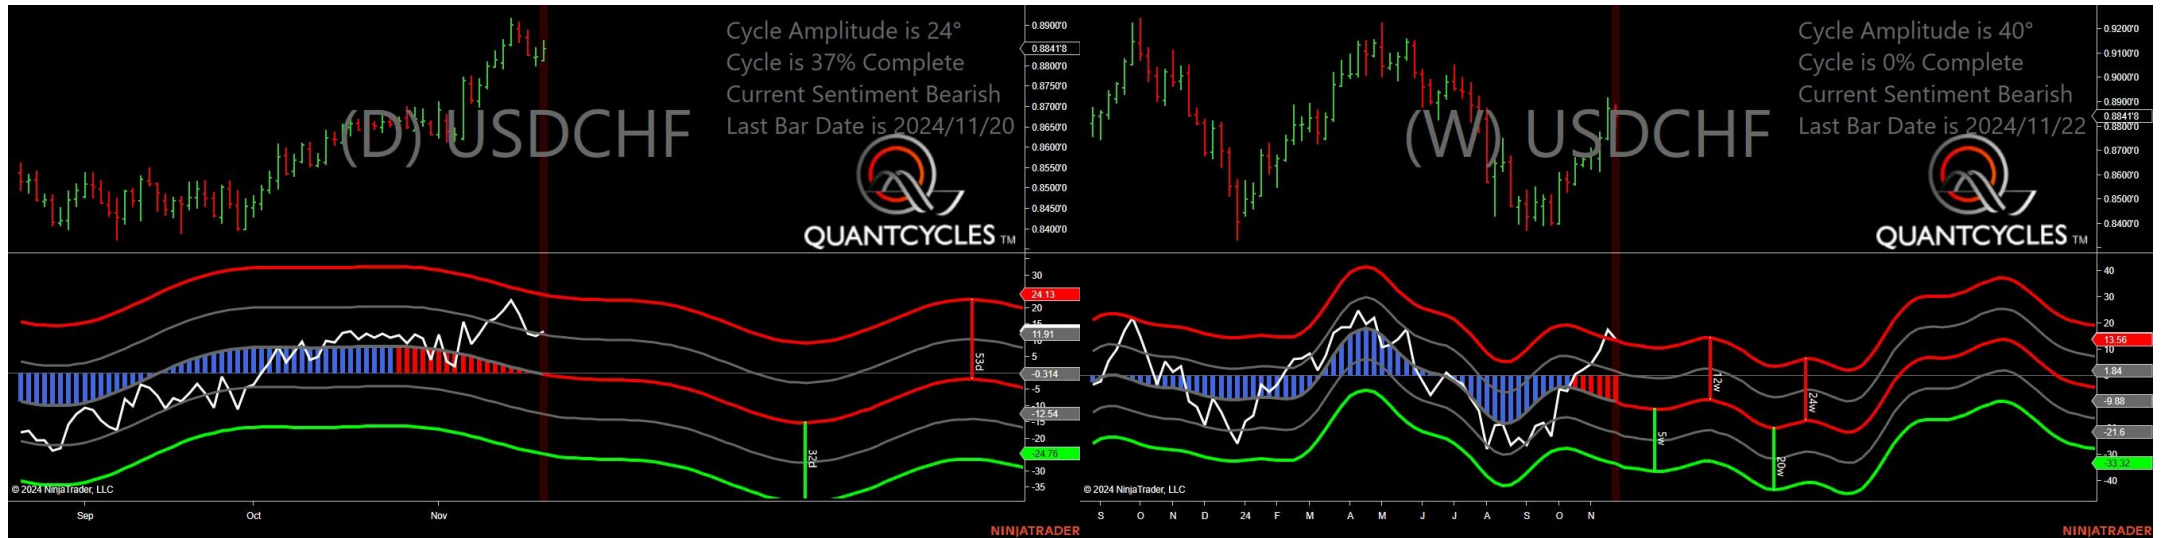 Cycle Amplitude is 24°
Cycle is 37% Complete
Current Sentiment Bearish
Last Bar Date is 2024/11/20
(D) USDCHF
QUANTCYCLES TM
0.8900'0
0.8841'8
0.8800'0
0.8750'0
0.8700'0
0.8650'0
0.8600'0
0.8550'0
0.8500'0
0.8450'0
0.8400'0
30
24.13
20
11.91
5
-0.314
-5
-12.54
-15
-20
-24.76
-30
-35
53d
32d
© 2024 NinjaTrader, LLC
Sep Oct Nov
NINJATRADER
Cycle Amplitude is 40°
Cycle is 0% Complete
Current Sentiment Bearish
Last Bar Date is 2024/11/22
(W) USDCHF
QUANTCYCLES TM
0.9200'0
0.9100'0
0.9000'0
0.8900'0
0.8841'8
0.8800'0
0.8700'0
0.8600'0
0.8500'0
0.8400'0
40
30
20
13.56
10
1.84
-9.88
-21.6
-30
-33.32
-40
12w
24w
5w
20w
© 2024 NinjaTrader, LLC
S O N D 24 F M A M J J A S O N
NINJATRADER